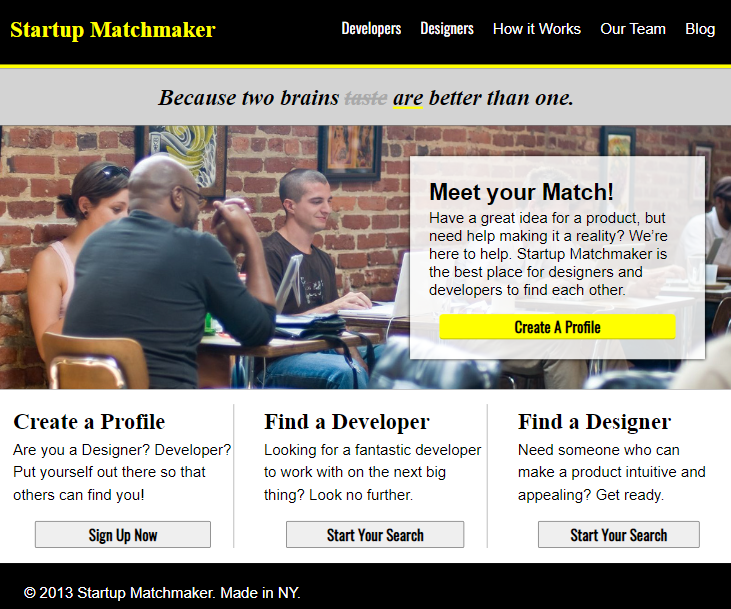 Startup Matchmaker Developers Designers How it Works Our Team Blog
Because two brains taste are better than one.
Meet your Match!
Have a great idea for a product, but
need help making it a reality? We’re
here to help. Startup Matchmaker is
the best place for designers and
developers to find each other.
Create A Profile
Create a Profile
Are you a Designer? Developer?
Put yourself out there so that
others can find you!
Sign Up Now
Find a Developer
Looking for a fantastic developer
to work with on the next big
thing? Look no further.
Start Your Search
Find a Designer
Need someone who can
make a product intuitive and
appealing? Get ready.
Start Your Search
© 2013 Startup Matchmaker. Made in NY.